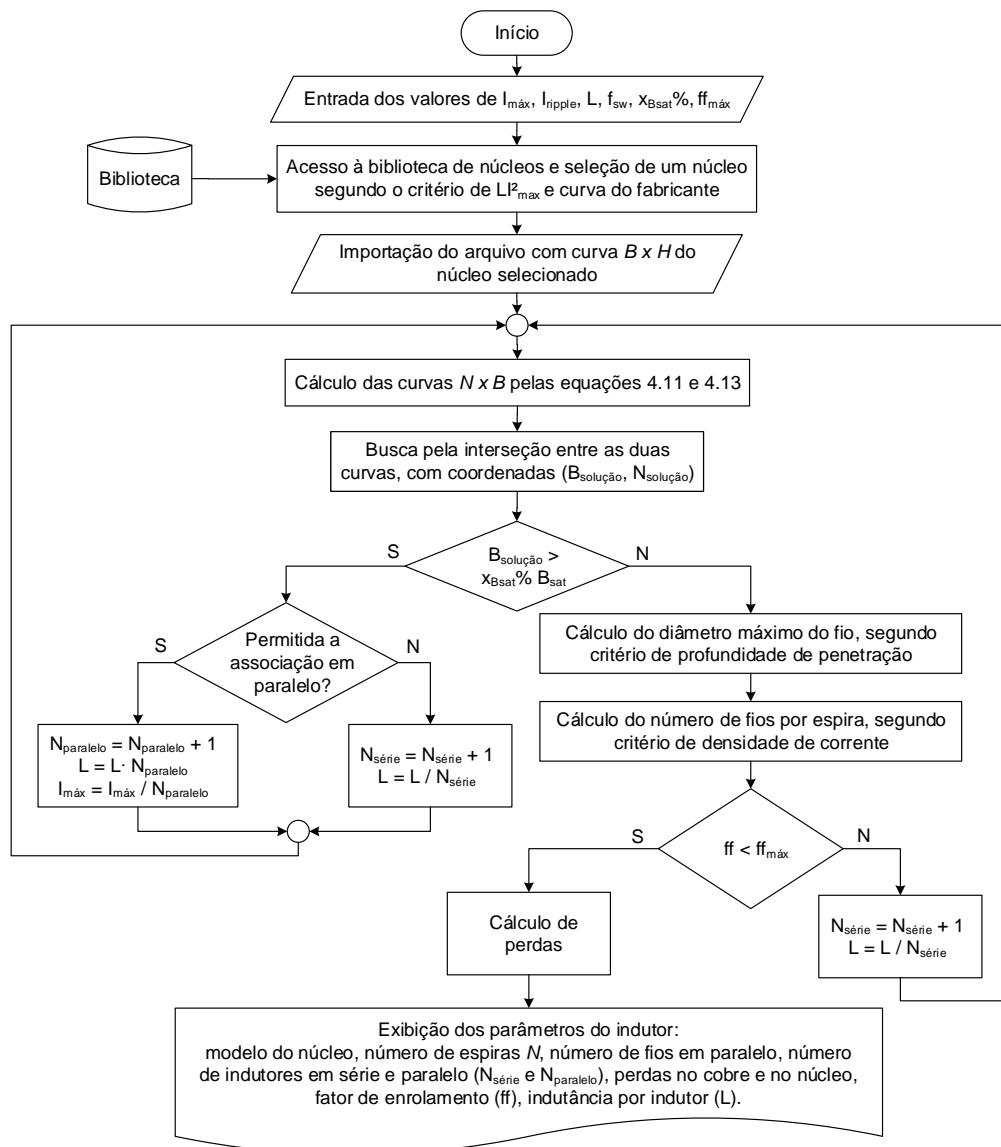 Início
Entrada dos valores de Imáx, Iripple, L, fsw, xBsat%, ffmáx
Biblioteca
Acesso à biblioteca de núcleos e seleção de um núcleo
segundo o critério de LI²max e curva do fabricante
Importação do arquivo com curva B x H do
núcleo selecionado
Cálculo das curvas N x B pelas equações 4.11 e 4.13
Busca pela interseção entre as duas
curvas, com coordenadas (Bsolução, Nsolução)
S
Bsolução >
xBsat% Bsat
N
S
Permitida a
associação em
paralelo?
N
Nparalelo = Nparalelo + 1
L = L· Nparalelo
Imáx = Imáx / Nparalelo
Nsérie = Nsérie + 1
L = L / Nsérie
Cálculo do diâmetro máximo do fio, segundo
critério de profundidade de penetração
Cálculo do número de fios por espira, segundo
critério de densidade de corrente
S
ff < ffmáx
N
Cálculo de
perdas
Nsérie = Nsérie + 1
L = L / Nsérie
Exibição dos parâmetros do indutor:
modelo do núcleo, número de espiras N, número de fios em paralelo, número
de indutores em série e paralelo (Nsérie e Nparalelo), perdas no cobre e no núcleo,
fator de enrolamento (ff), indutância por indutor (L).